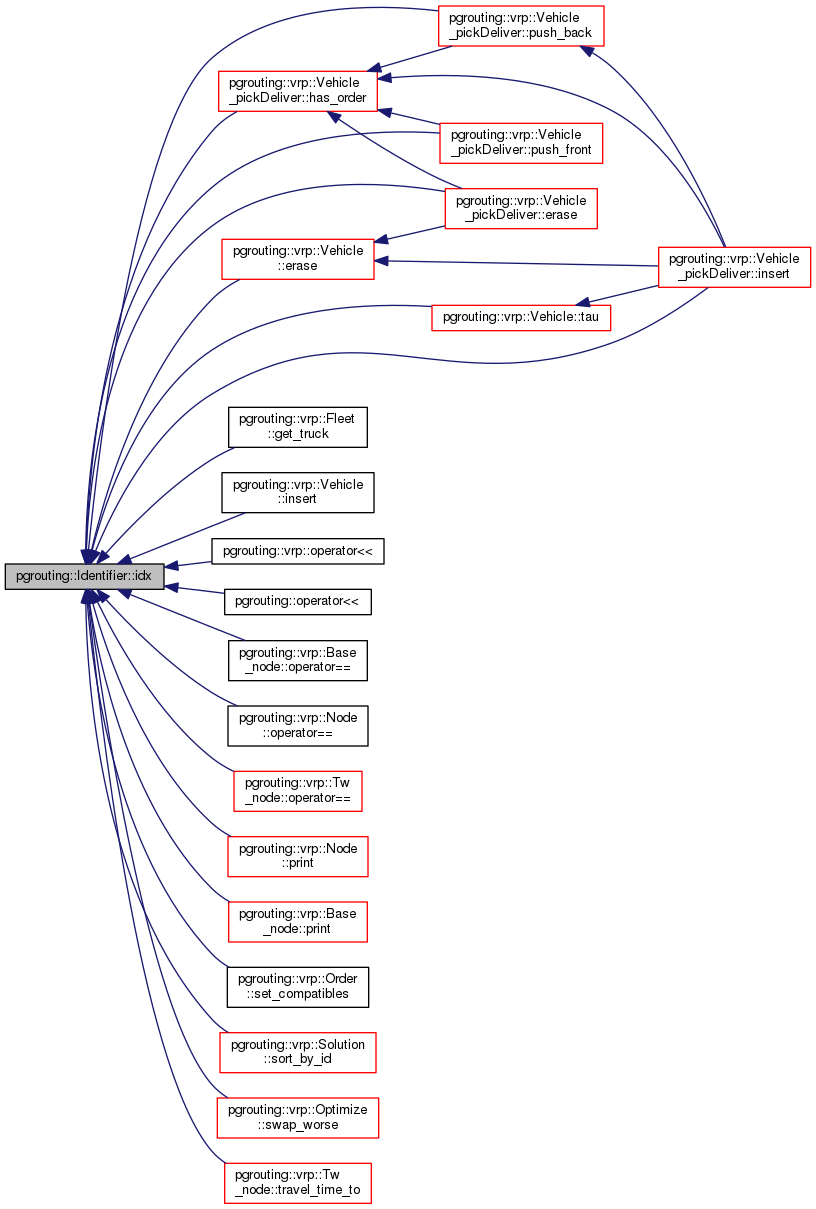 pgrouting::vrp::Vehicle
_pickDeliver::push_back
pgrouting::vrp::Vehicle
_pickDeliver::has_order
pgrouting::vrp::Vehicle
_pickDeliver::push_front
pgrouting::vrp::Vehicle
_pickDeliver::erase
pgrouting::vrp::Vehicle
::erase
pgrouting::vrp::Vehicle
_pickDeliver::insert
pgrouting::vrp::Vehicle::tau
pgrouting::vrp::Fleet
::get_truck
pgrouting::vrp::Vehicle
::insert
pgrouting::vrp::operator<<
pgrouting::Identifier::idx
pgrouting::operator<<
pgrouting::vrp::Base
_node::operator==
pgrouting::vrp::Node
::operator==
pgrouting::vrp::Tw
_node::operator==
pgrouting::vrp::Node
::print
pgrouting::vrp::Base
_node::print
pgrouting::vrp::Order
::set_compatibles
pgrouting::vrp::Solution
::sort_by_id
pgrouting::vrp::Optimize
::swap_worse
pgrouting::vrp::Tw
_node::travel_time_to